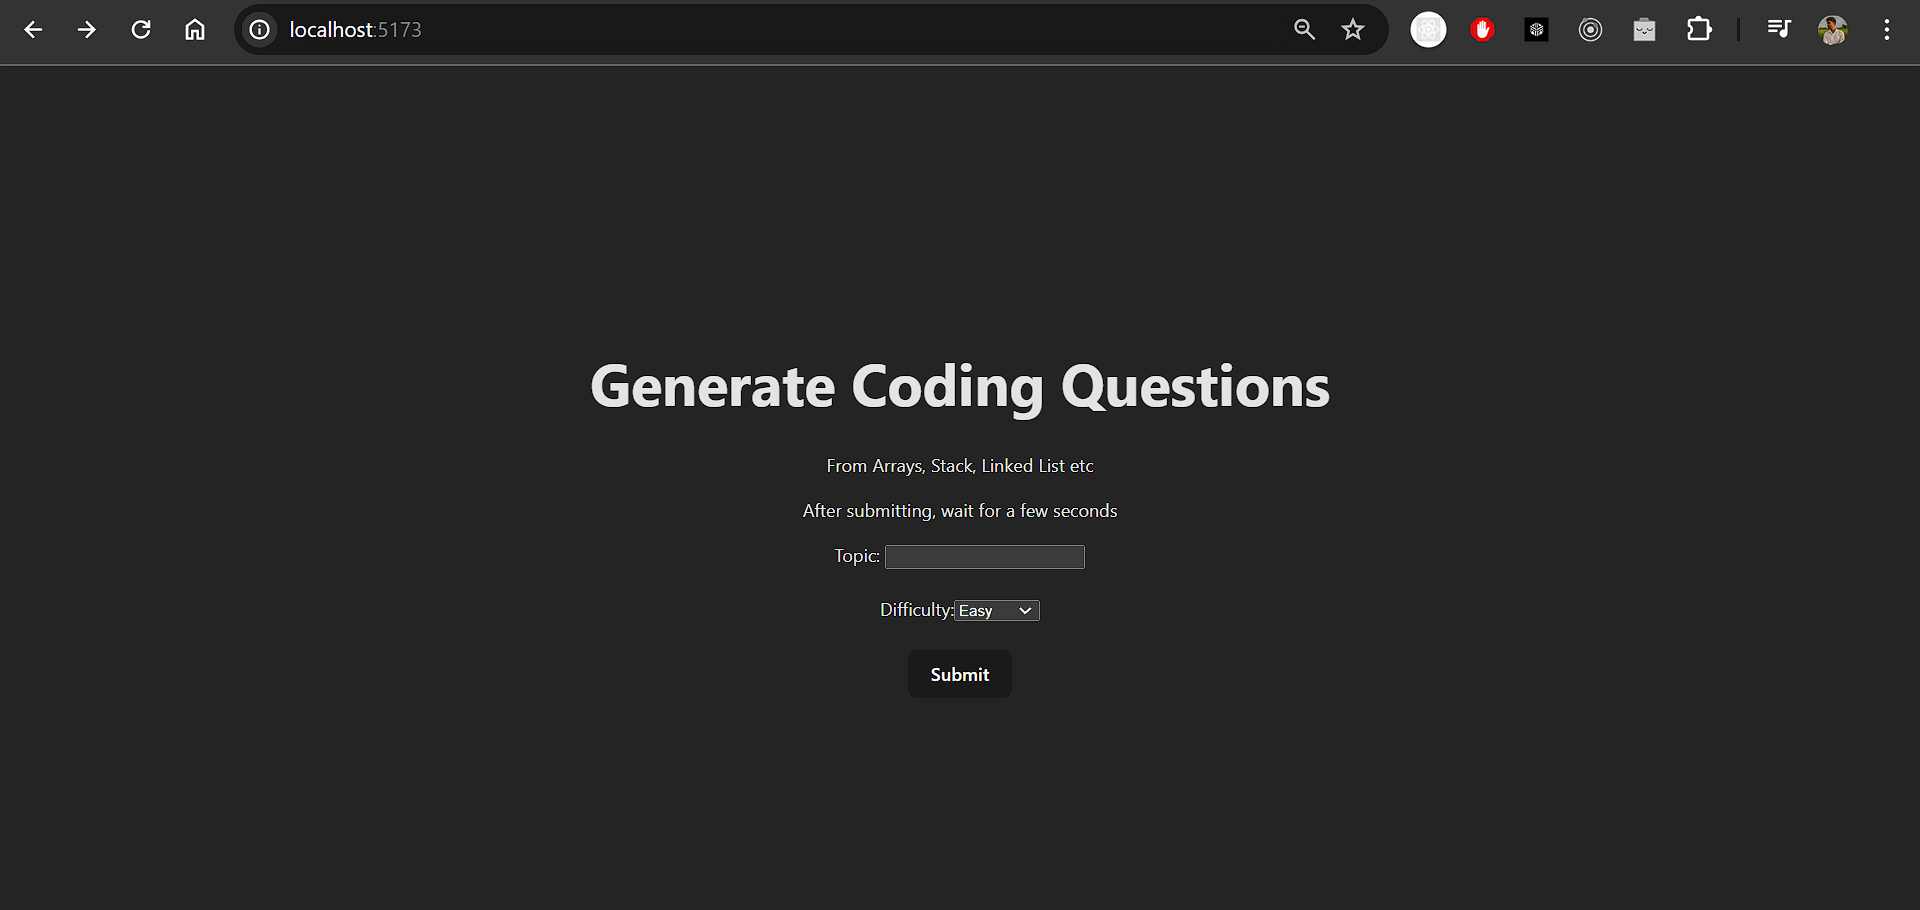 localhost:5173
Generate Coding Questions
From Arrays, Stack, Linked List etc
After submitting, wait for a few seconds
Topic:
Difficulty: Easy
Submit